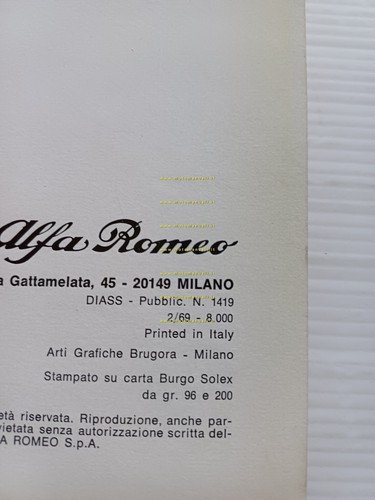 Alfa Romeo
a Gattamelata, 45 - 20149 MILANO
DIASS - Pubblic. N. 1419
2/69 - 8.000
Printed in Italy
Arti Grafiche Brugora - Milano
Stampato su carta Burgo Solex
da gr. 96 e 200
età riservata. Riproduzione, anche par-
vietata senza autorizzazione scritta del-
A ROMEO S.p.A.